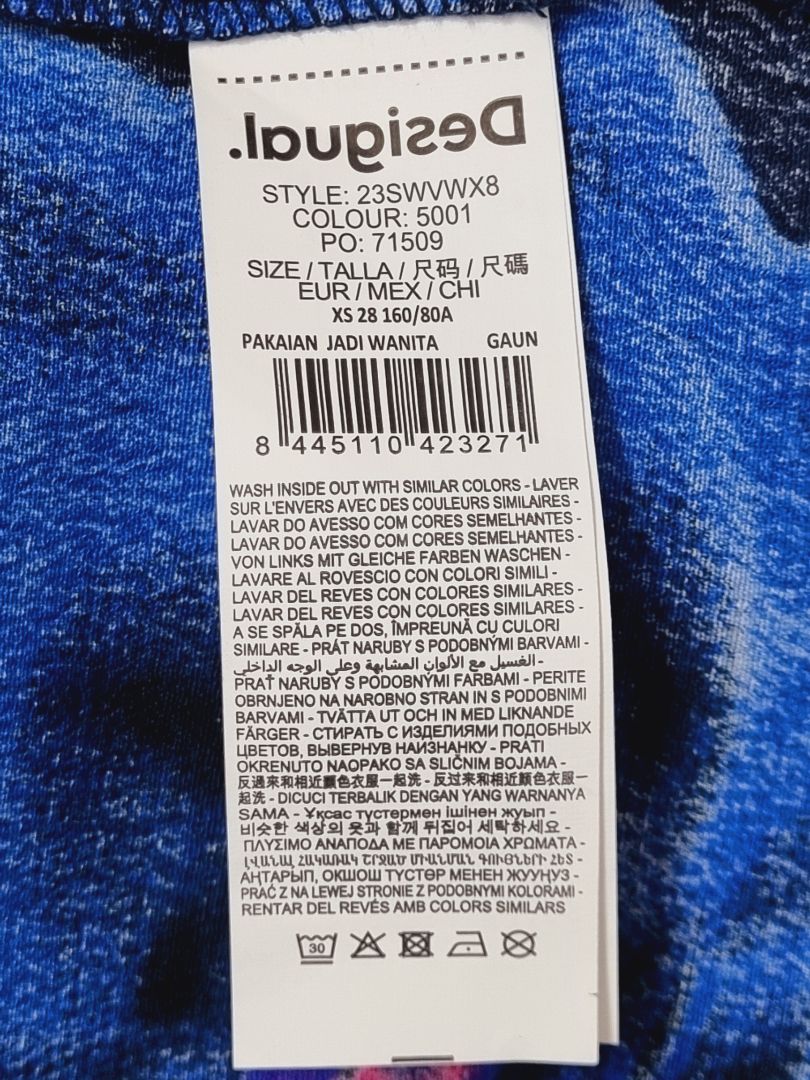 Desigual.
STYLE: 23SWVWX8
COLOUR: 5001
PO: 71509
SIZE / TALLA / 尺码 / 尺碼
EUR / MEX / CHI
XS 28 160/80A
PAKAIAN JADI WANITA GAUN
8 445110 423271
WASH INSIDE OUT WITH SIMILAR COLORS - LAVER
SUR L'ENVERS AVEC DES COULEURS SIMILAIRES -
LAVAR DO AVESSO COM CORES SEMELHANTES -
LAVAR DO AVESSO COM CORES SEMELHANTES -
VON LINKS MIT GLEICHE FARBEN WASCHEN -
LAVARE AL ROVESCIO CON COLORI SIMILI -
LAVAR DEL REVES CON COLORES SIMILARES -
LAVAR DEL REVES CON COLORES SIMILARES -
A SE SPĂLA PE DOS, ÎMPREUNĂ CU CULORI
SIMILARE - PRÁT NARUBY S PODOBNÝMI BARVAMI -
الغسيل مع الألوان المشابهة وعلى الوجه الداخلي -
PRAŤ NARUBY S PODOBNÝMI FARBAMI - PERITE
OBRNJENO NA NAROBNO STRAN IN S PODOBNIMI
BARVAMI - TVÄTTA UT OCH IN MED LIKNANDE
FÄRGER - СТИРАТЬ С ИЗДЕЛИЯМИ ПОДОБНЫХ
ЦВЕТОВ, ВЫВЕРНУВ НАИЗНАНКУ - PRATI
OKRENUTO NAOPAKO SA SLIČNIM BOJAMA -
反過來和相近顏色衣服一起洗 - 反过来和相近颜色衣服一
起洗 - DICUCI TERBALIK DENGAN YANG WARNANYA
SAMA - Ұқсас түстермен ішінен жуып -
비슷한 색상의 옷과 함께 뒤집어 세탁하세요 -
ΠΛΥΣΙΜΟ ΑΝΑΠΟΔΑ ΜΕ ΠΑΡΟΜΟΙΑ ΧΡΩΜΑΤΑ -
ԼՎԱՆԱԼ ՀԱԿԱՌԱԿ ԵՐԵՍԱՆՑ ՆՄԱՆ ԳՈՒՅՆԵՐԻ ՀԵՏ -
АҢТАРЫП, ОКШОШ ТҮСТӨР МЕНЕН ЖУУҢУЗ -
PRAĆ Z NA LEWEJ STRONIE Z PODOBNYMI KOLORAMI -
RENTAR DEL REVÉS AMB COLORS SIMILARS
30